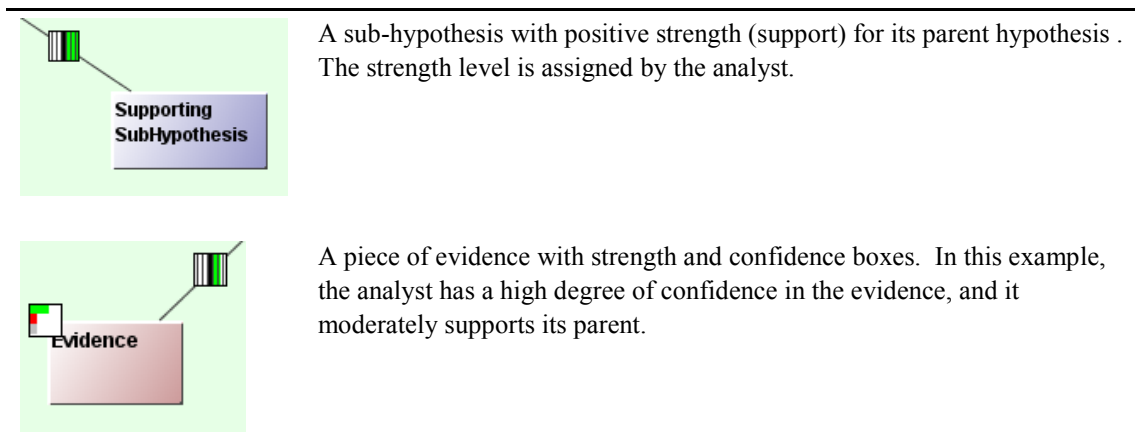 A sub-hypothesis with positive strength (support) for its parent hypothesis .
The strength level is assigned by the analyst.
Supporting
SubHypothesis
A piece of evidence with strength and confidence boxes.  In this example,
the analyst has a high degree of confidence in the evidence, and it
moderately supports its parent.
Evidence